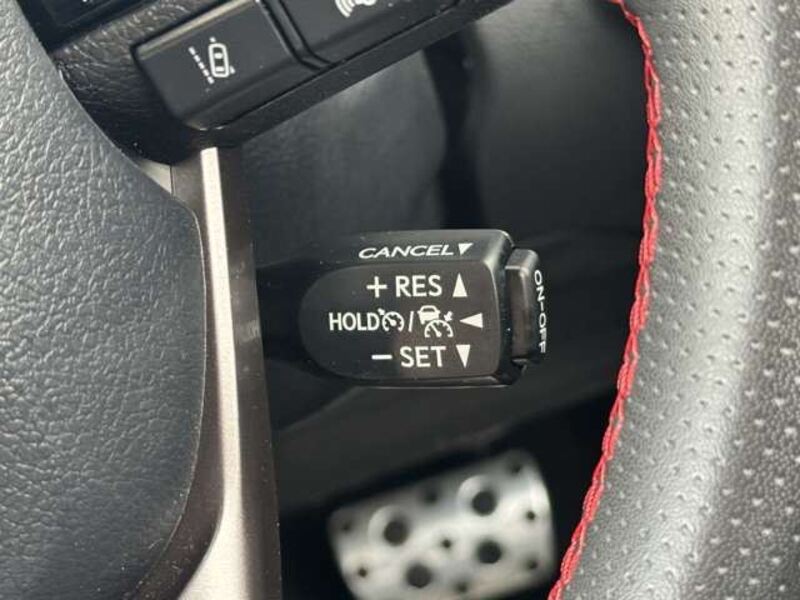 CANCEL▼
+ RES ▲
HOLD / ◀
− SET ▼
ON-OFF